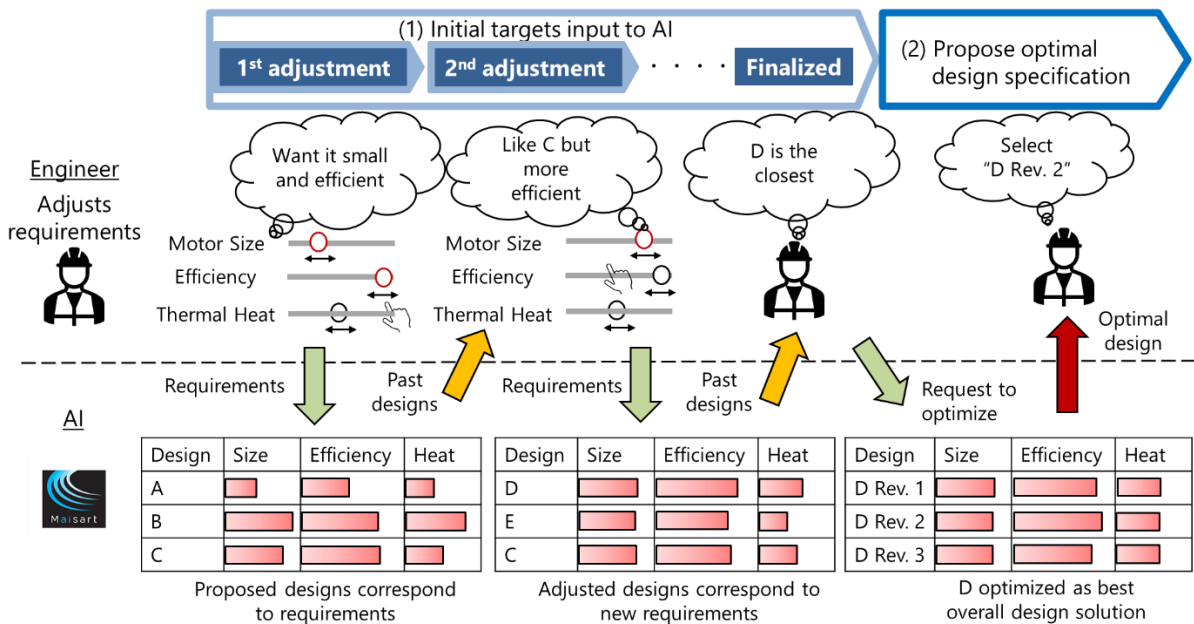 (1) Initial targets input to AI
1st adjustment
2nd adjustment
. . . .
Finalized
(2) Propose optimal
design specification
Engineer
Adjusts
requirements
Want it small
and efficient
Like C but
more
efficient
D is the
closest
Select
“D Rev. 2”
Motor Size
Efficiency
Thermal Heat
Motor Size
Efficiency
Thermal Heat
Requirements
Past
designs
Requirements
Past
designs
Request to
optimize
Optimal
design
AI
Maisart
Design Size Efficiency Heat
A
B
C
Proposed designs correspond
to requirements
Design Size Efficiency Heat
D
E
C
Adjusted designs correspond to
new requirements
Design Size Efficiency Heat
D Rev. 1
D Rev. 2
D Rev. 3
D optimized as best
overall design solution